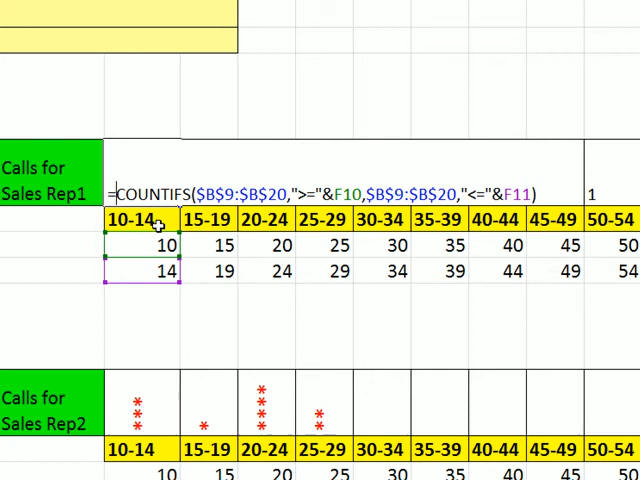 Calls for
Sales Rep1
=COUNTIFS($B$9:$B$20,">="&F10,$B$9:$B$20,"<="&F11) 1
10-14 15-19 20-24 25-29 30-34 35-39 40-44 45-49 50-54
10 15 20 25 30 35 40 45 50
14 19 24 29 34 39 44 49 54
Calls for
Sales Rep2
*** * **** **
10-14 15-19 20-24 25-29 30-34 35-39 40-44 45-49 50-54
10 15 20 25 30 35 40 45 50